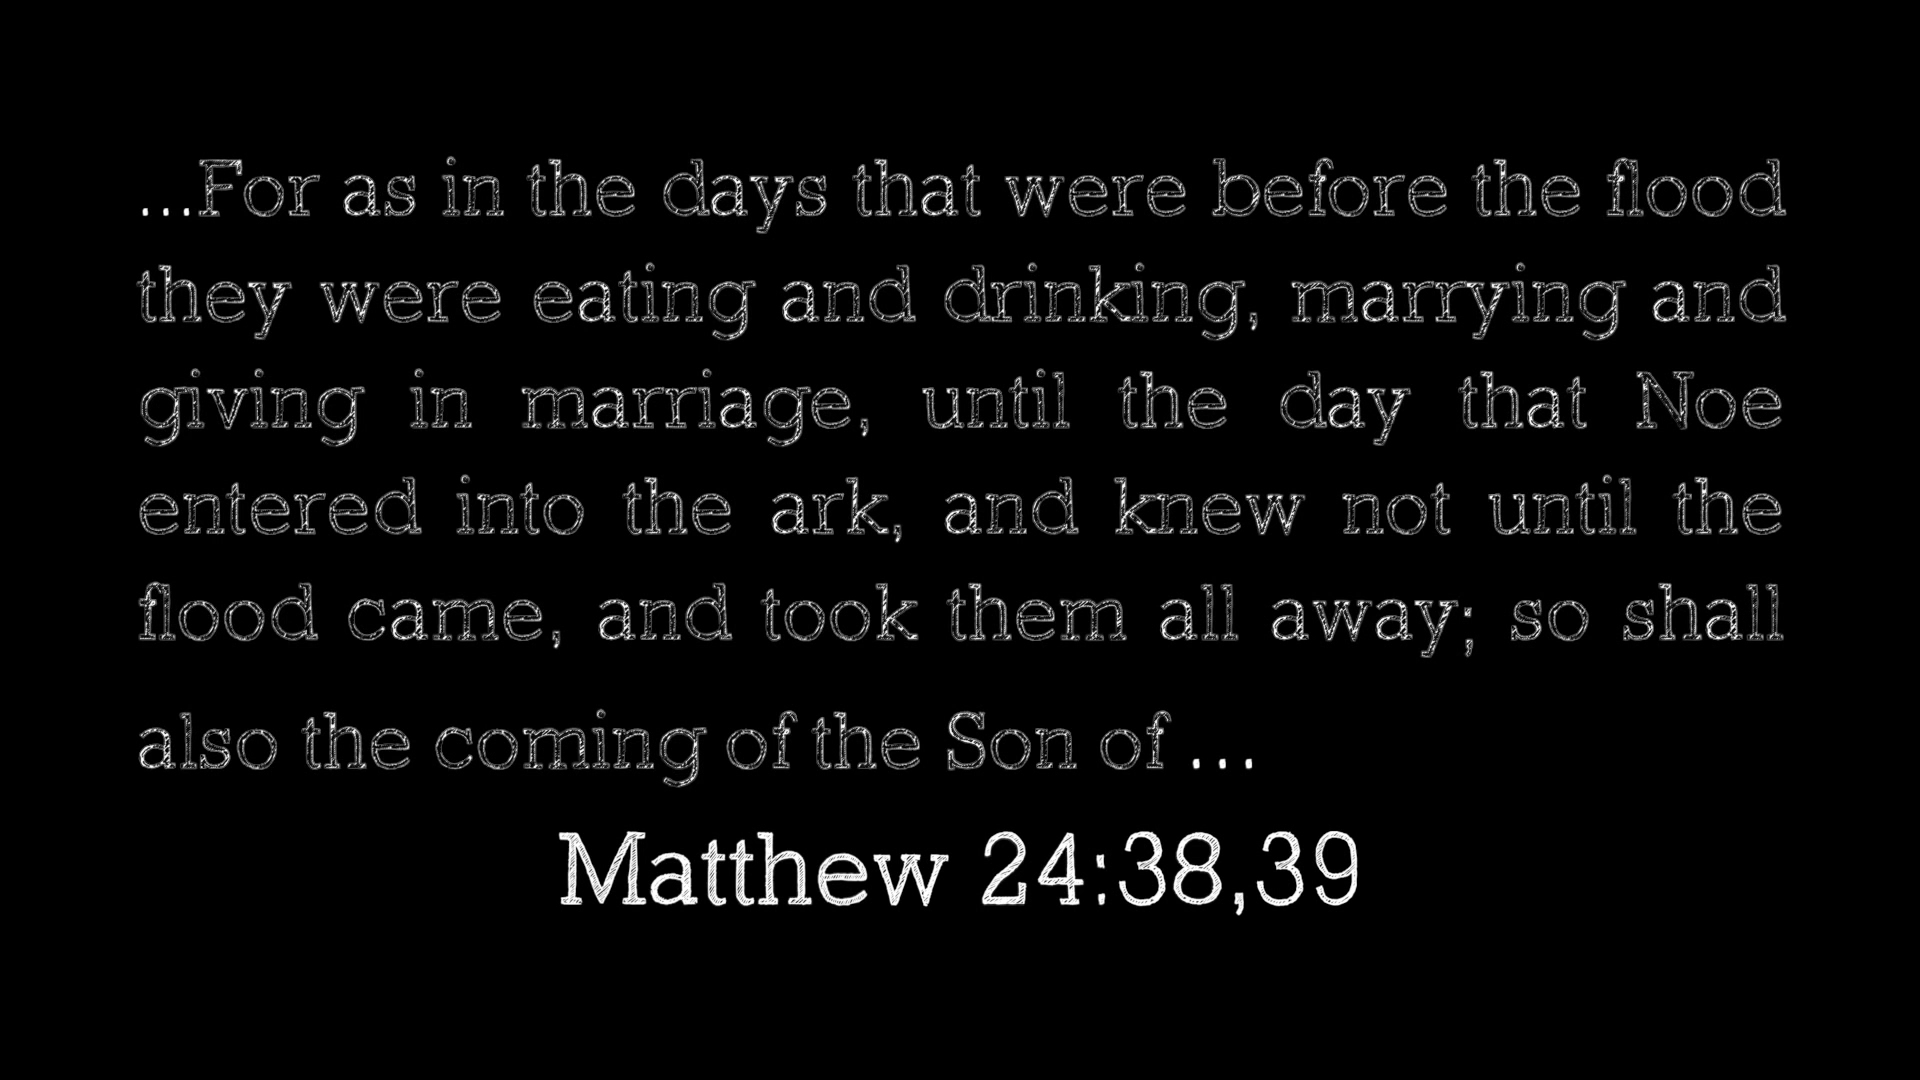 ...For as in the days that were before the flood
they were eating and drinking, marrying and
giving in marriage, until the day that Noe
entered into the ark, and knew not until the
flood came, and took them all away; so shall
also the coming of the Son of ...
Matthew 24:38,39